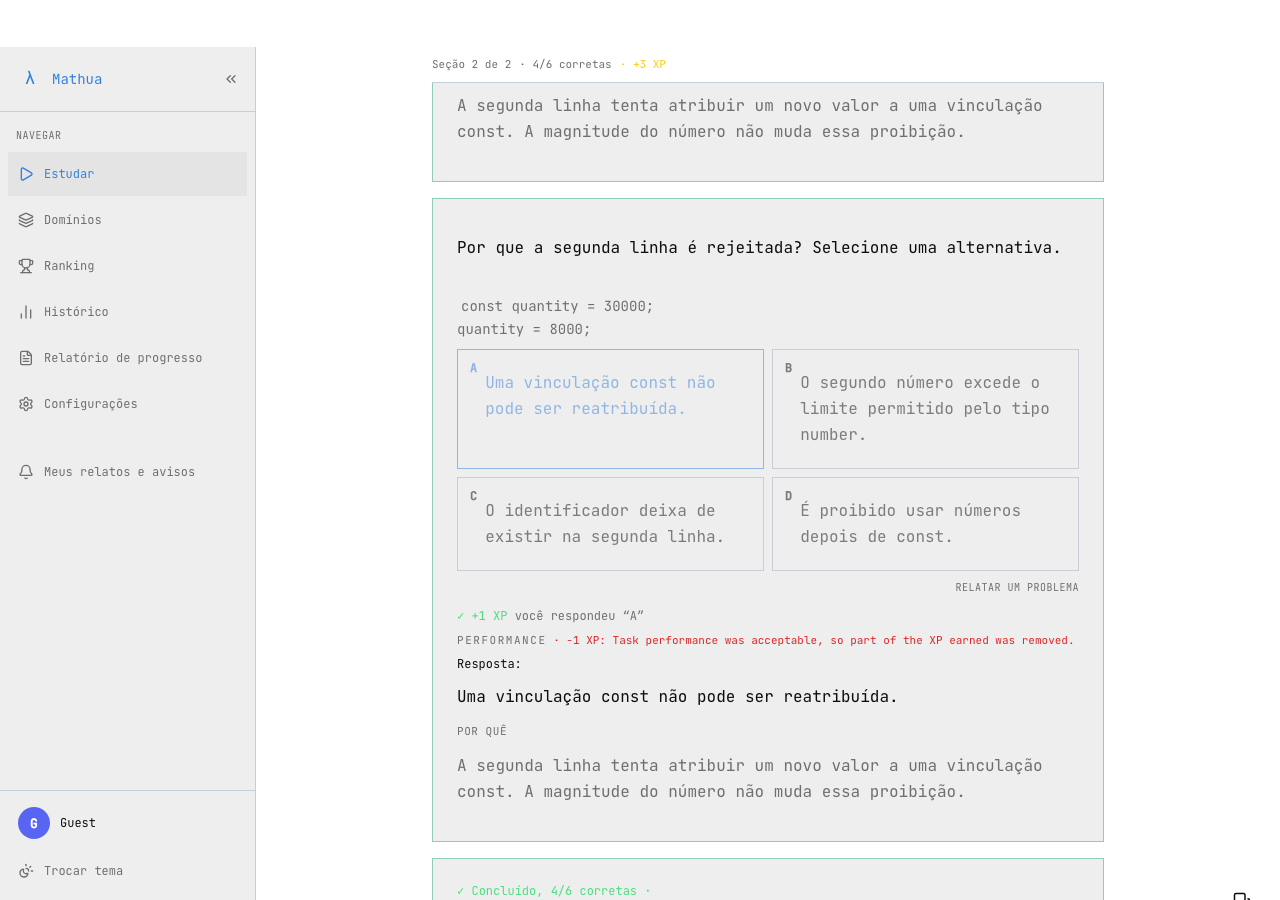 λ Mathua
NAVEGAR
Estudar
Domínios
Ranking
Histórico
Relatório de progresso
Configurações
Meus relatos e avisos
G Guest
Trocar tema
Seção 2 de 2 · 4/6 corretas · +3 XP
A segunda linha tenta atribuir um novo valor a uma vinculação
const. A magnitude do número não muda essa proibição.
Por que a segunda linha é rejeitada? Selecione uma alternativa.
const quantity = 30000;
quantity = 8000;
A
Uma vinculação const não
pode ser reatribuída.
B
O segundo número excede o
limite permitido pelo tipo
number.
C
O identificador deixa de
existir na segunda linha.
D
É proibido usar números
depois de const.
RELATAR UM PROBLEMA
✓ +1 XP você respondeu “A”
PERFORMANCE · -1 XP: Task performance was acceptable, so part of the XP earned was removed.
Resposta:
Uma vinculação const não pode ser reatribuída.
POR QUÊ
A segunda linha tenta atribuir um novo valor a uma vinculação
const. A magnitude do número não muda essa proibição.
✓ Concluído, 4/6 corretas ·